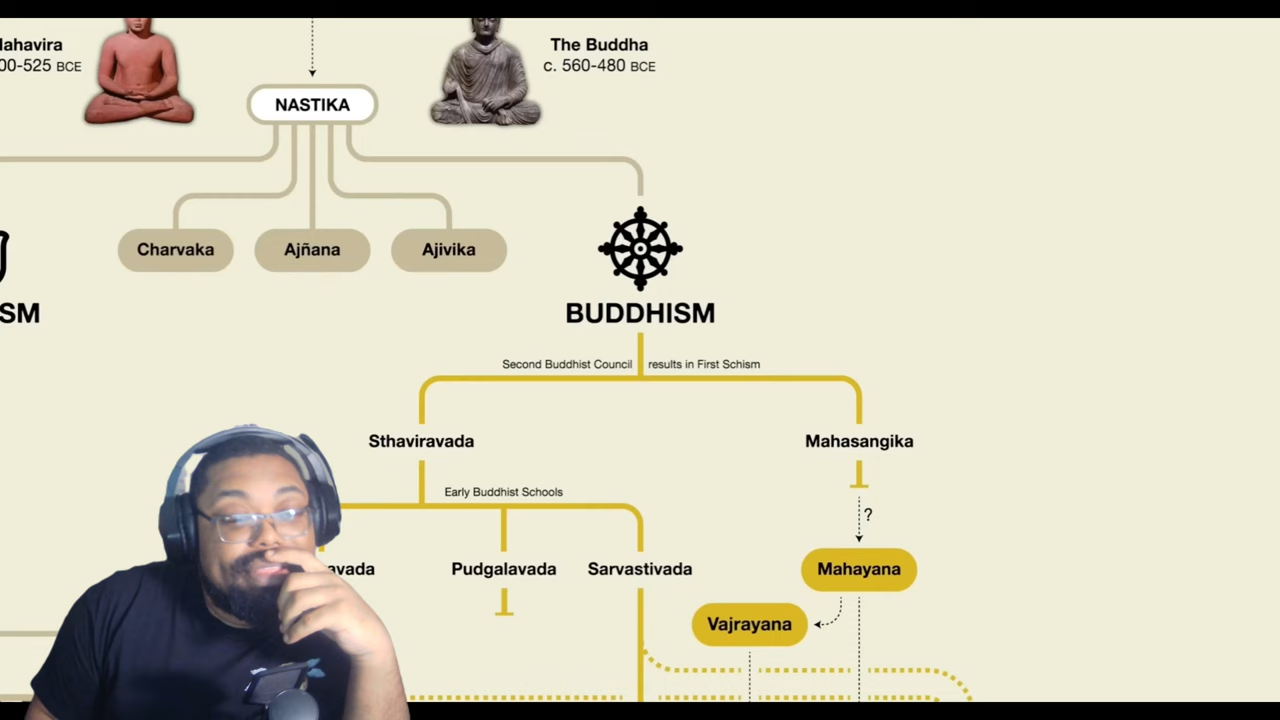 lahavira
00-525 BCE
The Buddha
c. 560-480 BCE
NASTIKA
Charvaka
Ajñana
Ajivika
SM
BUDDHISM
Second Buddhist Council
results in First Schism
Sthaviravada
Mahasangika
Early Buddhist Schools
?
avada
Pudgalavada
Sarvastivada
Mahayana
Vajrayana